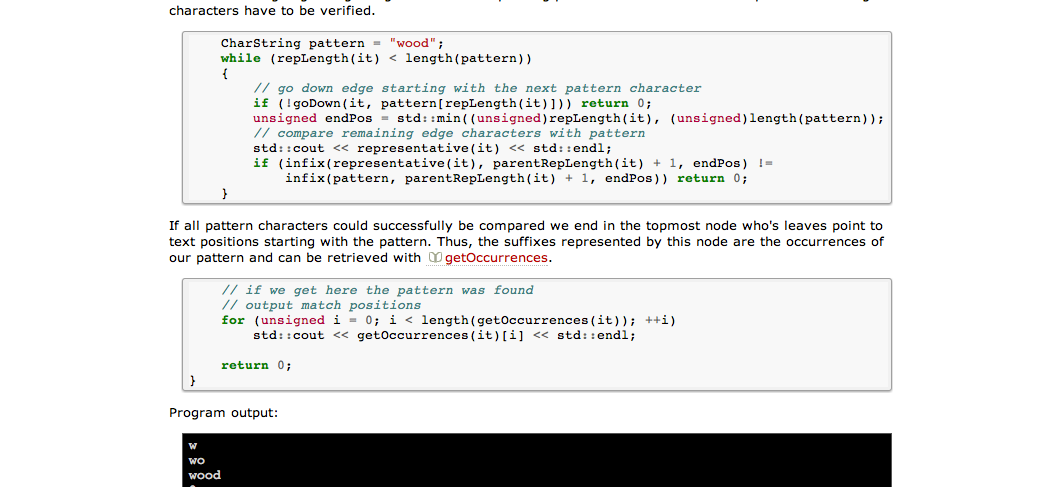 characters have to be verified.
CharString pattern = "wood";
while (repLength(it) < length(pattern))
{
// go down edge starting with the next pattern character
if (!goDown(it, pattern[repLength(it)])) return 0;
unsigned endPos = std::min((unsigned)repLength(it), (unsigned)length(pattern));
// compare remaining edge characters with pattern
std::cout << representative(it) << std::endl;
if (infix(representative(it), parentRepLength(it) + 1, endPos) !=
infix(pattern, parentRepLength(it) + 1, endPos)) return 0;
}
If all pattern characters could successfully be compared we end in the topmost node who's leaves point to
text positions starting with the pattern. Thus, the suffixes represented by this node are the occurrences of
our pattern and can be retrieved with getOccurrences.
// if we get here the pattern was found
// output match positions
for (unsigned i = 0; i < length(getOccurrences(it)); ++i)
std::cout << getOccurrences(it)[i] << std::endl;
return 0;
}
Program output:
w
wo
wood